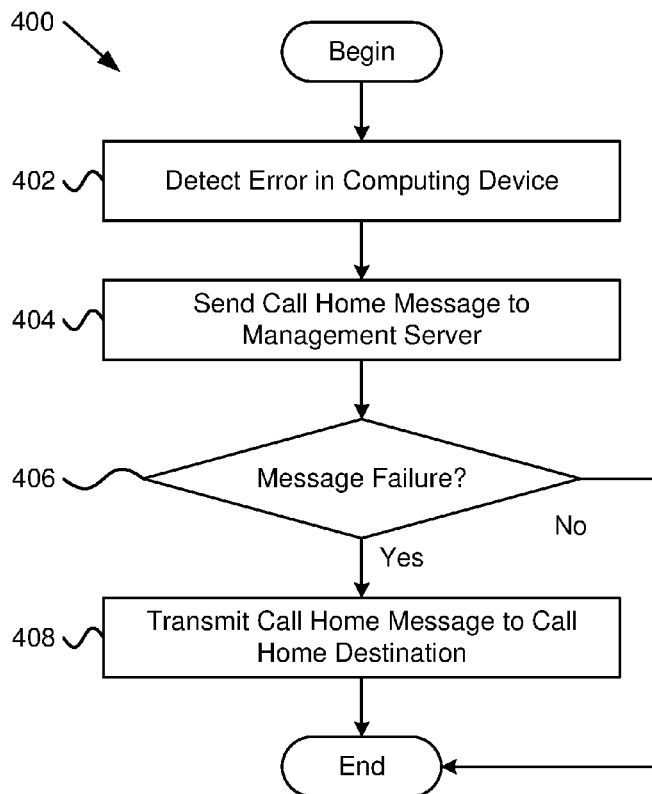 400
Begin
402
Detect Error in Computing Device
404
Send Call Home Message to
Management Server
406
Message Failure?
No
Yes
408
Transmit Call Home Message to Call
Home Destination
End